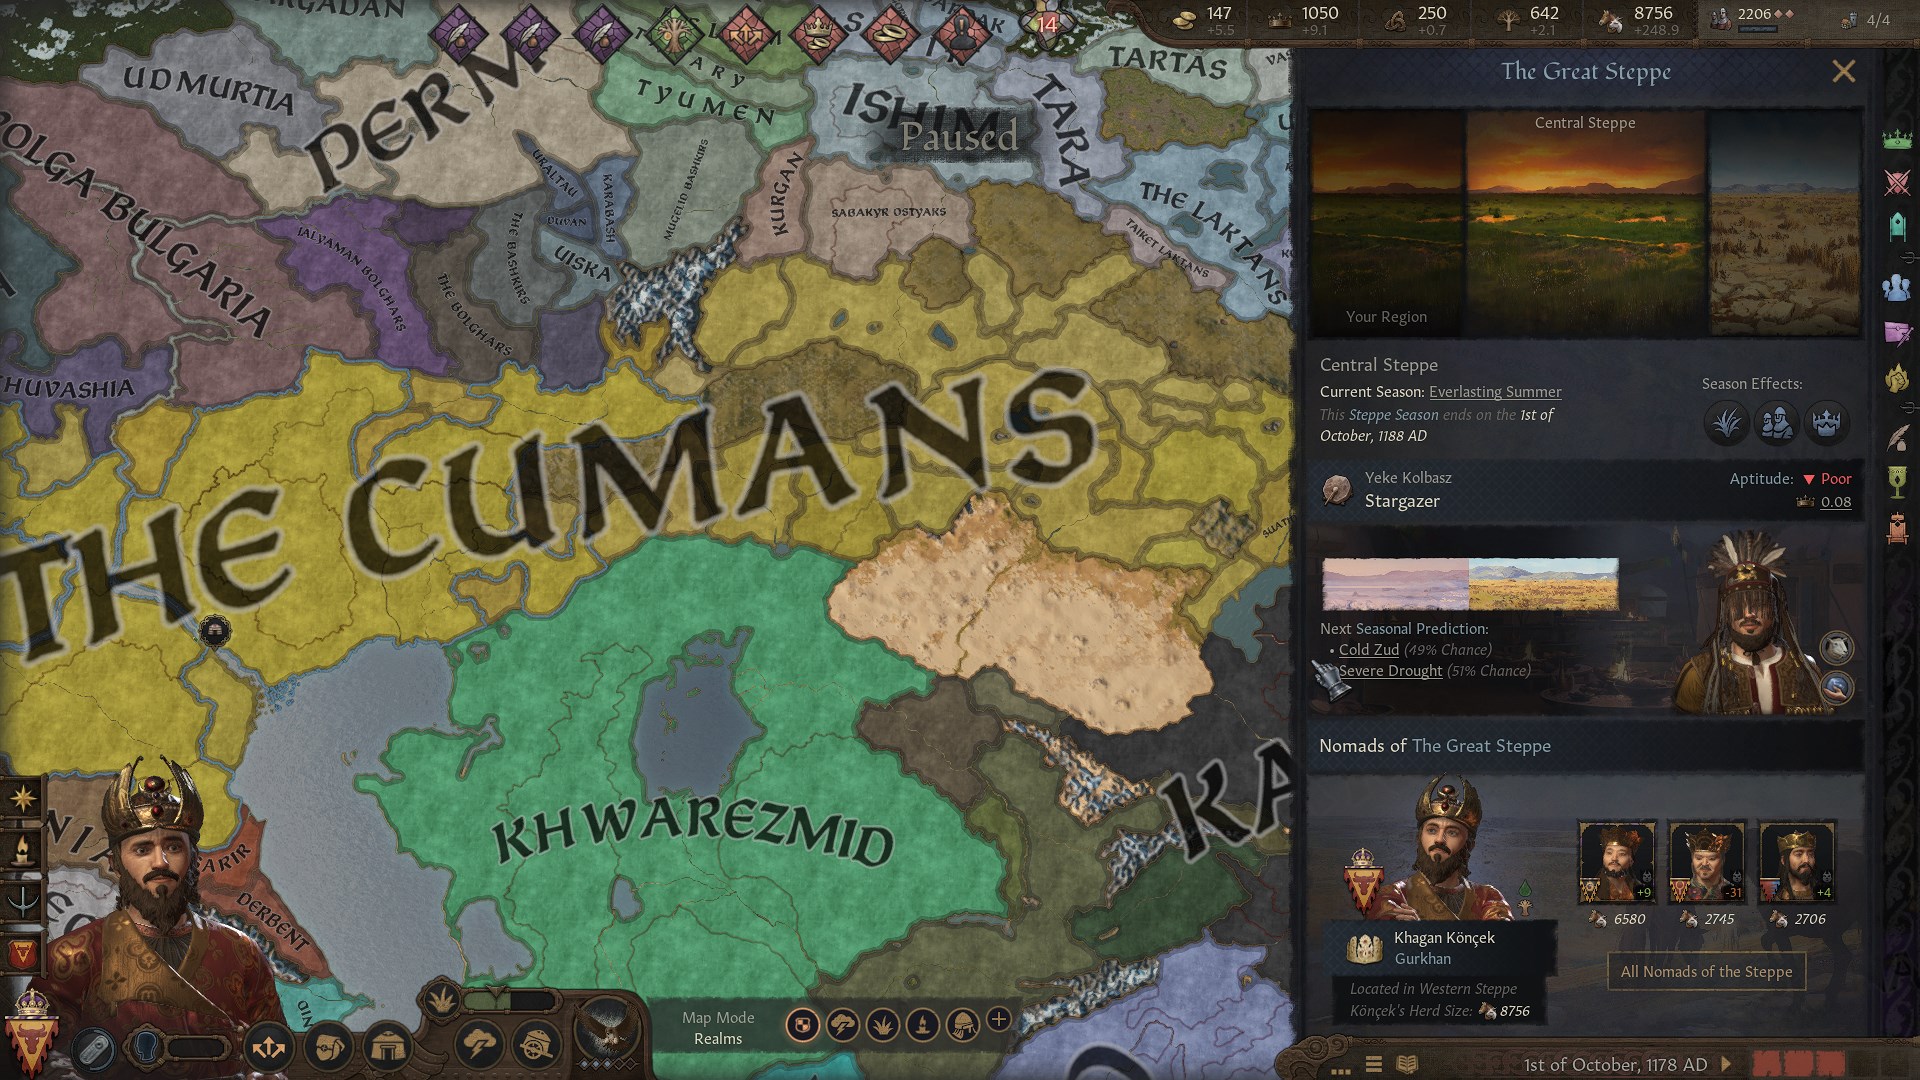 147
+5.5
1050
+9.1
250
+0.7
642
+2.1
8756
+248.9
2206
4/4
14
UDMURTIA
PERM
TYUMEN
ISHIM
TARA
TARTAS
Paused
VOLGA BULGARIA
URALTAU
KARABASH
MUGELID BASHKIRS
KURGAN
SABAKYR OSTYAKS
THE LAKTANS
TAIKET LAKTANS
IALYAMAN BOLGHARS
THE BASHKIRS
DUVAN
UISKA
THE BOLGHARS
THE CUMANS
KHWAREZMID
DERBENT
The Great Steppe
Central Steppe
Your Region
Central Steppe
Current Season: Everlasting Summer
Season Effects:
This Steppe Season ends on the 1st of
October, 1188 AD
Yeke Kolbasz
Stargazer
Aptitude: Poor
0.08
Next Seasonal Prediction:
• Cold Zud (49% Chance)
Severe Drought (51% Chance)
Nomads of The Great Steppe
+9
-31
+4
6580
2745
2706
Khagan Könçek
Gurkhan
All Nomads of the Steppe
Located in Western Steppe
Könçek's Herd Size: 8756
Map Mode
Realms
1st of October, 1178 AD